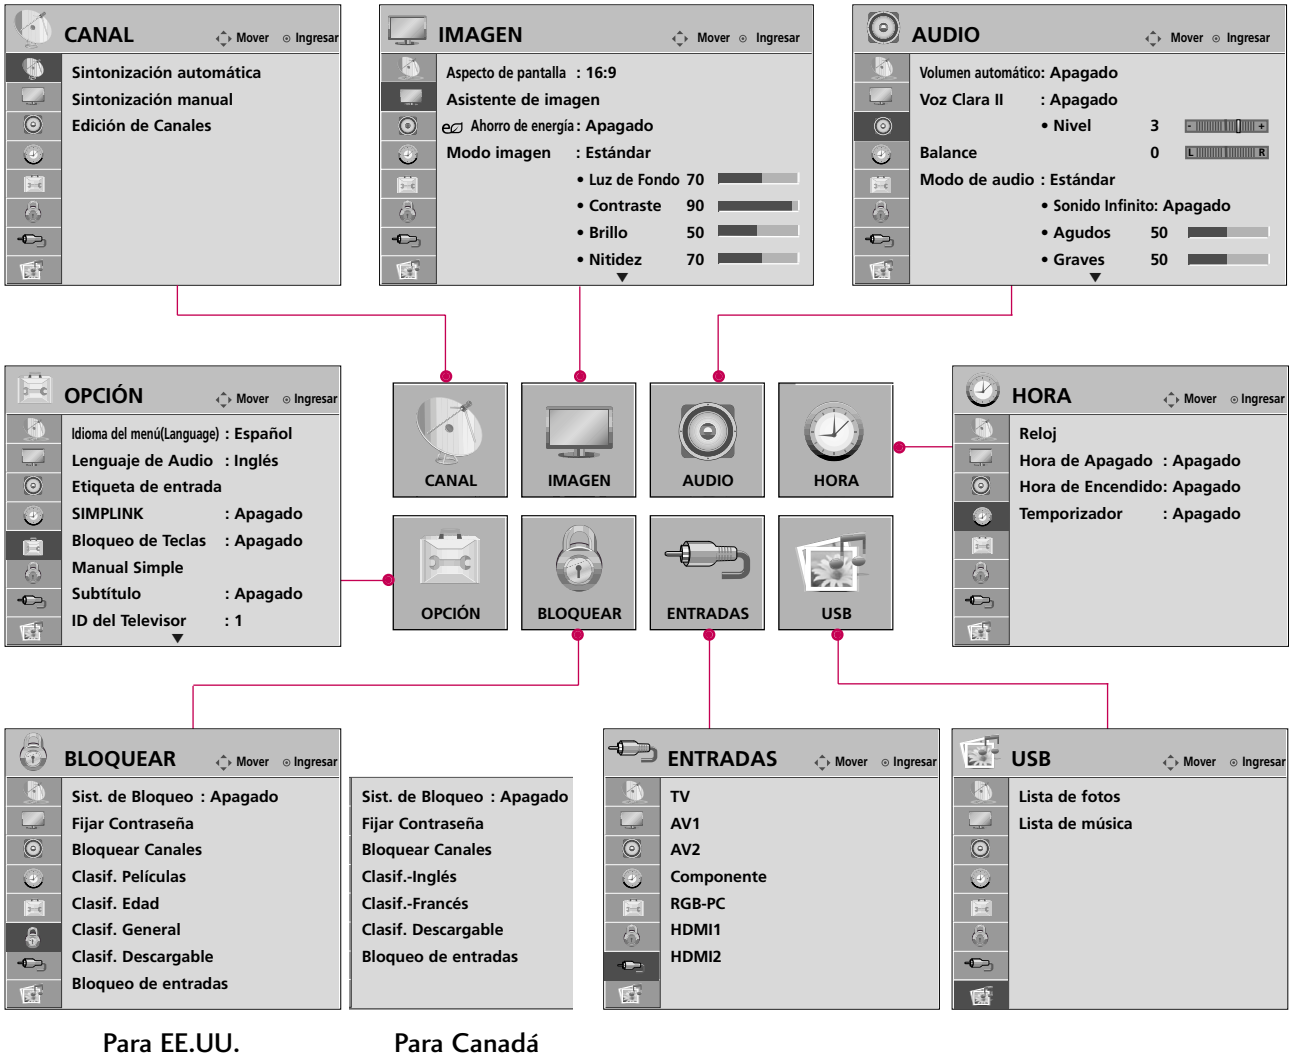 CANAL
Mover
Ingresar
Sintonización automática
Sintonización manual
Edición de Canales
IMAGEN
Mover
Ingresar
Aspecto de pantalla : 16:9
Asistente de imagen
Ahorro de energía : Apagado
Modo imagen : Estándar
• Luz de Fondo 70
• Contraste 90
• Brillo 50
• Nitidez 70
AUDIO
Mover
Ingresar
Volumen automático: Apagado
Voz Clara II : Apagado
• Nivel 3 - +
Balance 0 L R
Modo de audio : Estándar
• Sonido Infinito: Apagado
• Agudos 50
• Graves 50
OPCIÓN
Mover
Ingresar
Idioma del menú(Language) : Español
Lenguaje de Audio : Inglés
Etiqueta de entrada
SIMPLINK : Apagado
Bloqueo de Teclas : Apagado
Manual Simple
Subtítulo : Apagado
ID del Televisor : 1
CANAL
IMAGEN
AUDIO
HORA
OPCIÓN
BLOQUEAR
ENTRADAS
USB
HORA
Mover
Ingresar
Reloj
Hora de Apagado : Apagado
Hora de Encendido: Apagado
Temporizador : Apagado
BLOQUEAR
Mover
Ingresar
Sist. de Bloqueo : Apagado
Fijar Contraseña
Bloquear Canales
Clasif. Películas
Clasif. Edad
Clasif. General
Clasif. Descargable
Bloqueo de entradas
Para EE.UU.
Sist. de Bloqueo : Apagado
Fijar Contraseña
Bloquear Canales
Clasif.-Inglés
Clasif.-Francés
Clasif. Descargable
Bloqueo de entradas
Para Canadá
ENTRADAS
Mover
Ingresar
TV
AV1
AV2
Componente
RGB-PC
HDMI1
HDMI2
USB
Mover
Ingresar
Lista de fotos
Lista de música